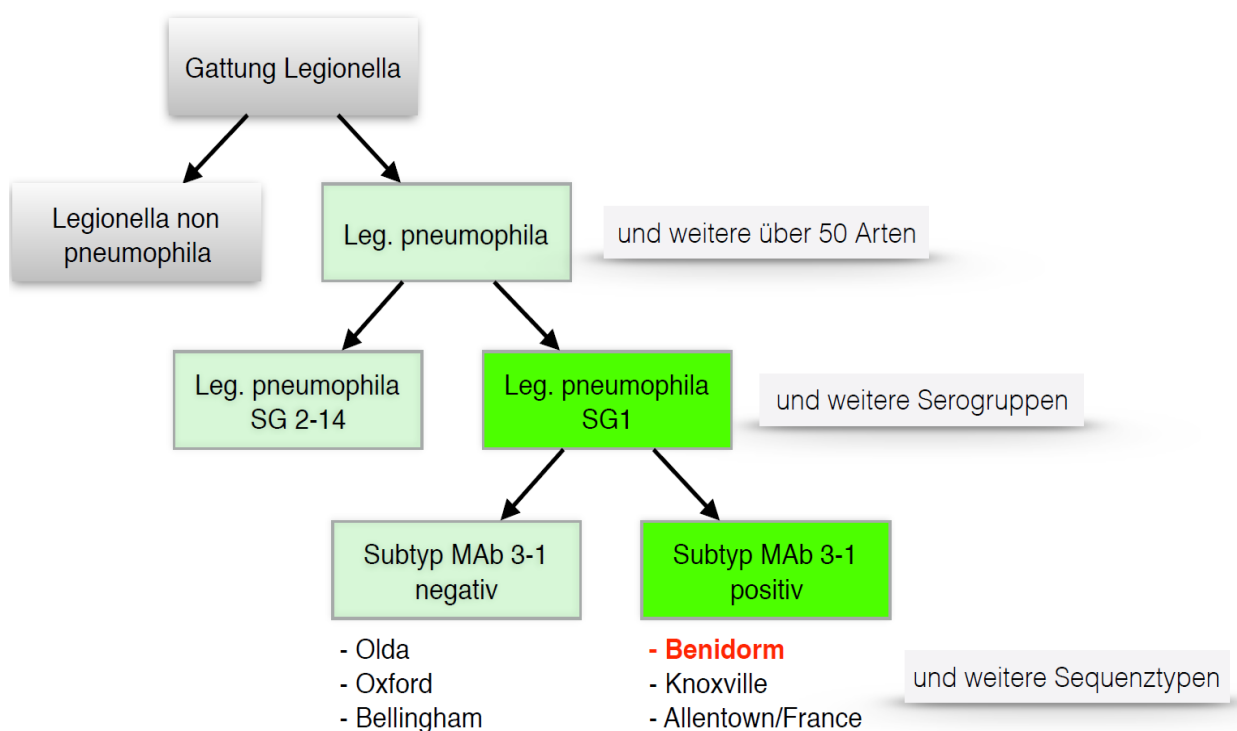 Gattung Legionella
Legionella non
pneumophila
Leg. pneumophila
und weitere über 50 Arten
Leg. pneumophila
SG 2-14
Leg. pneumophila
SG1
und weitere Serogruppen
Subtyp MAb 3-1
negativ
Subtyp MAb 3-1
positiv
- Olda
- Oxford
- Bellingham
- Benidorm
- Knoxville
- Allentown/France
und weitere Sequenztypen